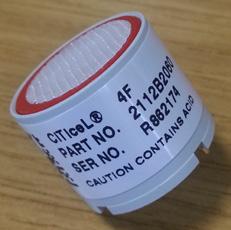 CiTiceL® 4F
PART NO. 2112B2060
SER NO. R862174
CAUTION CONTAINS ACID